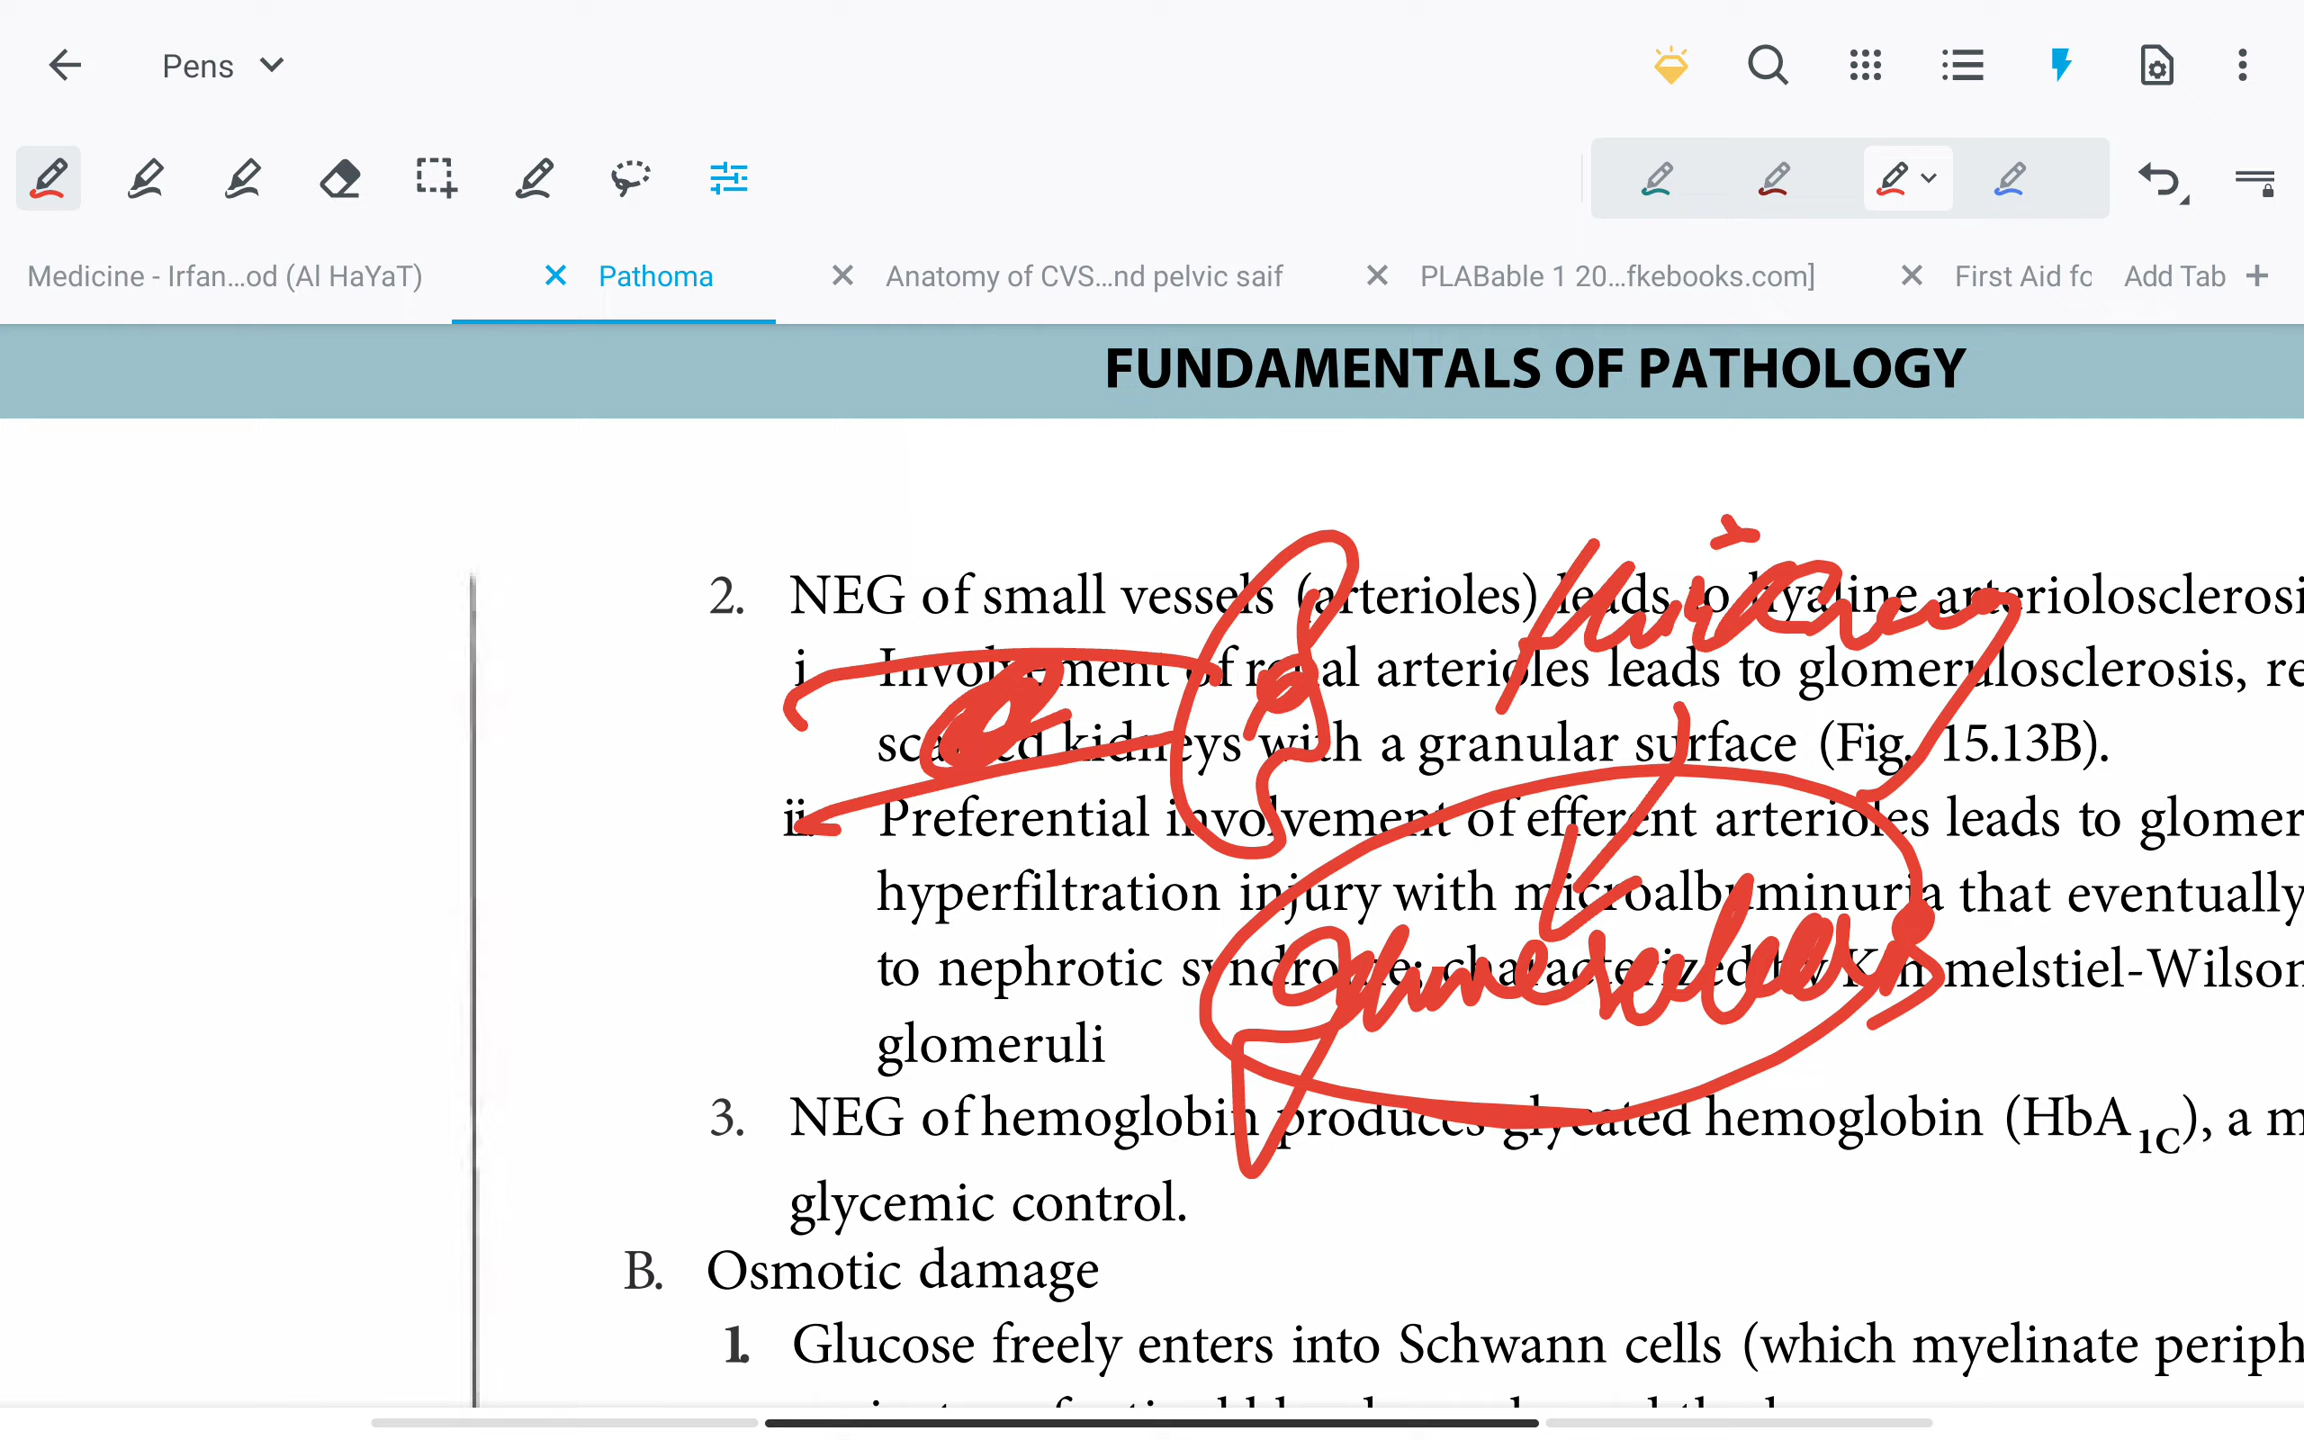 Pens
Medicine - Irfan...od (Al HaYaT)
Pathoma
Anatomy of CVS...nd pelvic saif
PLABable 1 20...fkebooks.com]
First Aid fo
Add Tab
FUNDAMENTALS OF PATHOLOGY
2. NEG of small vessels (arterioles) leads to hyaline arteriolosclerosi
i. Involvement of renal arterioles leads to glomerulosclerosis, re
scarred kidneys with a granular surface (Fig. 15.13B).
ii. Preferential involvement of efferent arterioles leads to glomer
hyperfiltration injury with microalbuminuria that eventually
to nephrotic syndrome; characterized by Kimmelstiel-Wilson
glomeruli
3. NEG of hemoglobin produces glycated hemoglobin (HbA1C), a m
glycemic control.
B. Osmotic damage
1. Glucose freely enters into Schwann cells (which myelinate periph